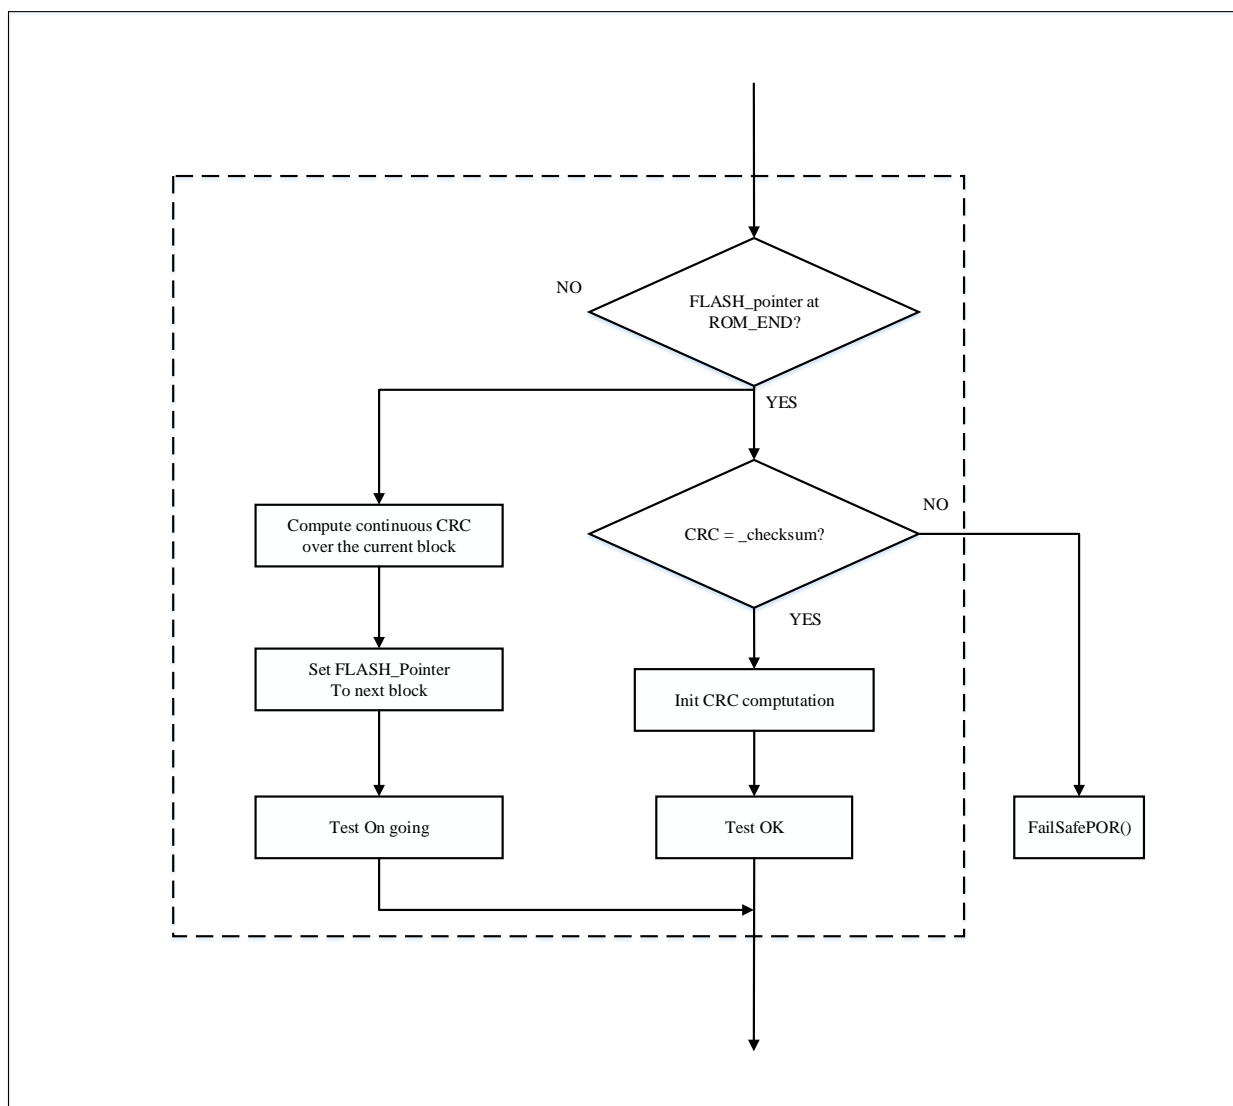 NO
FLASH_pointer at
ROM_END?
YES
CRC = _checksum?
NO
YES
Compute continuous CRC
over the current block
Set FLASH_Pointer
To next block
Init CRC comptutation
Test On going
Test OK
FailSafePOR()